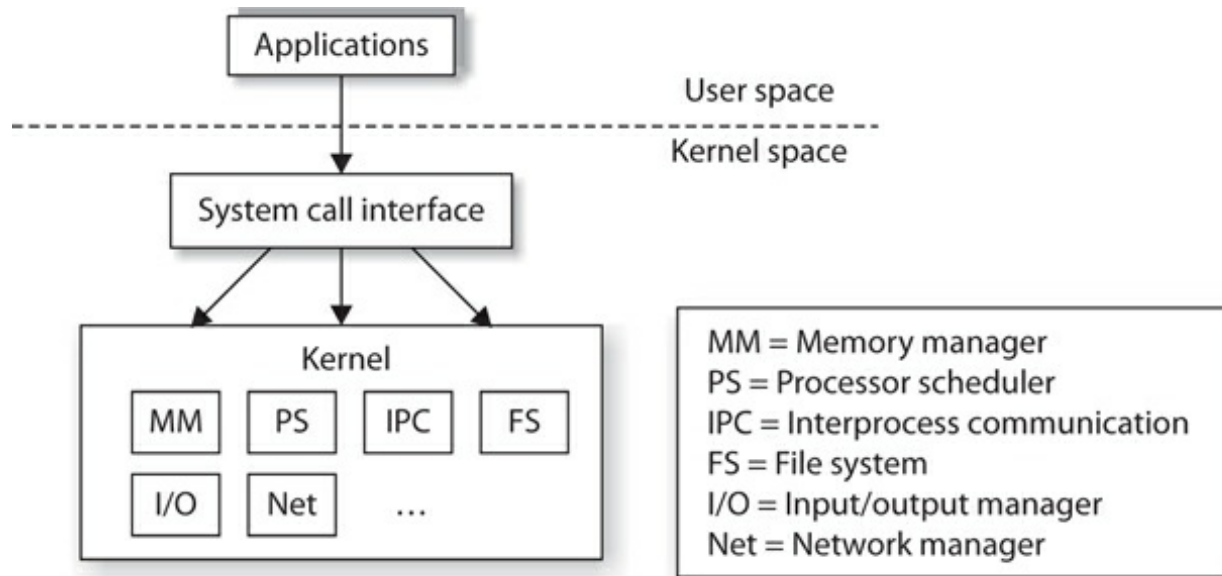 Applications
User space
Kernel space
System call interface
Kernel
MM PS IPC FS
I/O Net ...
MM = Memory manager
PS = Processor scheduler
IPC = Interprocess communication
FS = File system
I/O = Input/output manager
Net = Network manager